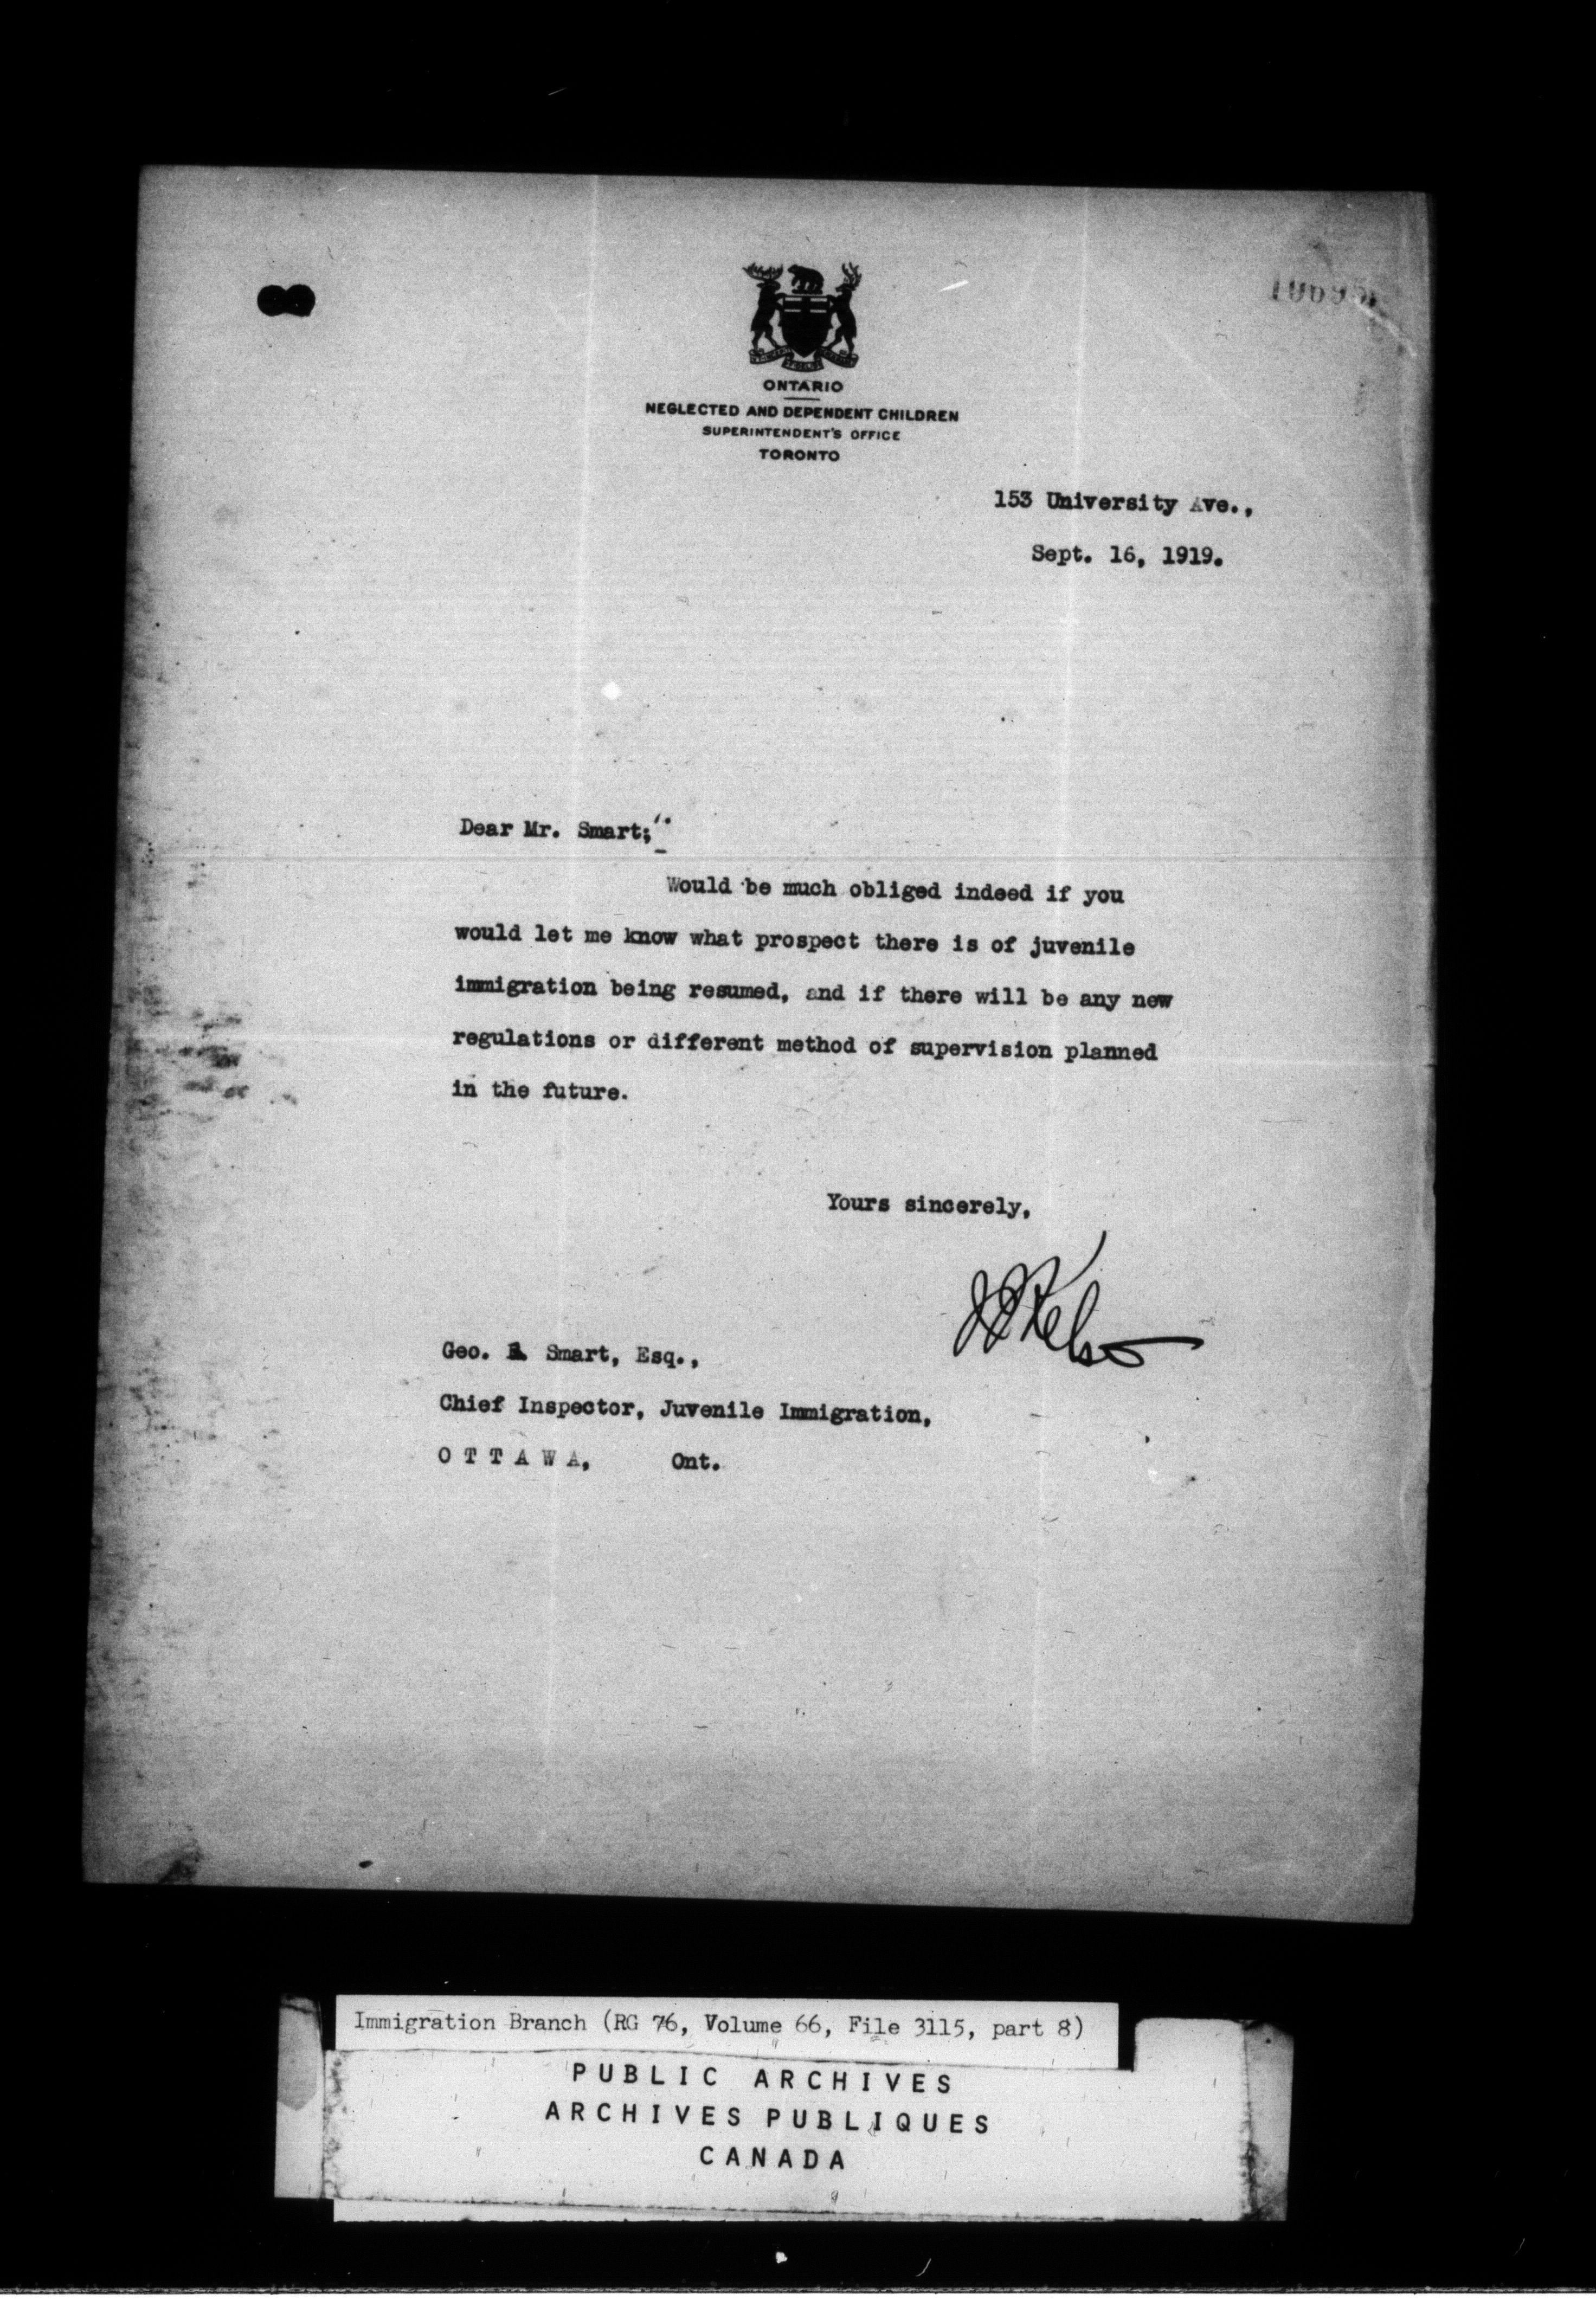 ONTARIO
NEGLECTED AND DEPENDENT CHILDREN
SUPERINTENDENT'S OFFICE
TORONTO
153 University Ave.,
Sept. 16, 1919.
Dear Mr. Smart;
Would be much obliged indeed if you
would let me know what prospect there is of juvenile
immigration being resumed, and if there will be any new
regulations or different method of supervision planned
in the future.
Yours sincerely,
JJKelso
Geo. Smart, Esq.,
Chief Inspector, Juvenile Immigration,
OTTAWA, Ont.
Immigration Branch (RG 76, Volume 66, File 3115, part 8)
PUBLIC ARCHIVES
ARCHIVES PUBLIQUES
CANADA